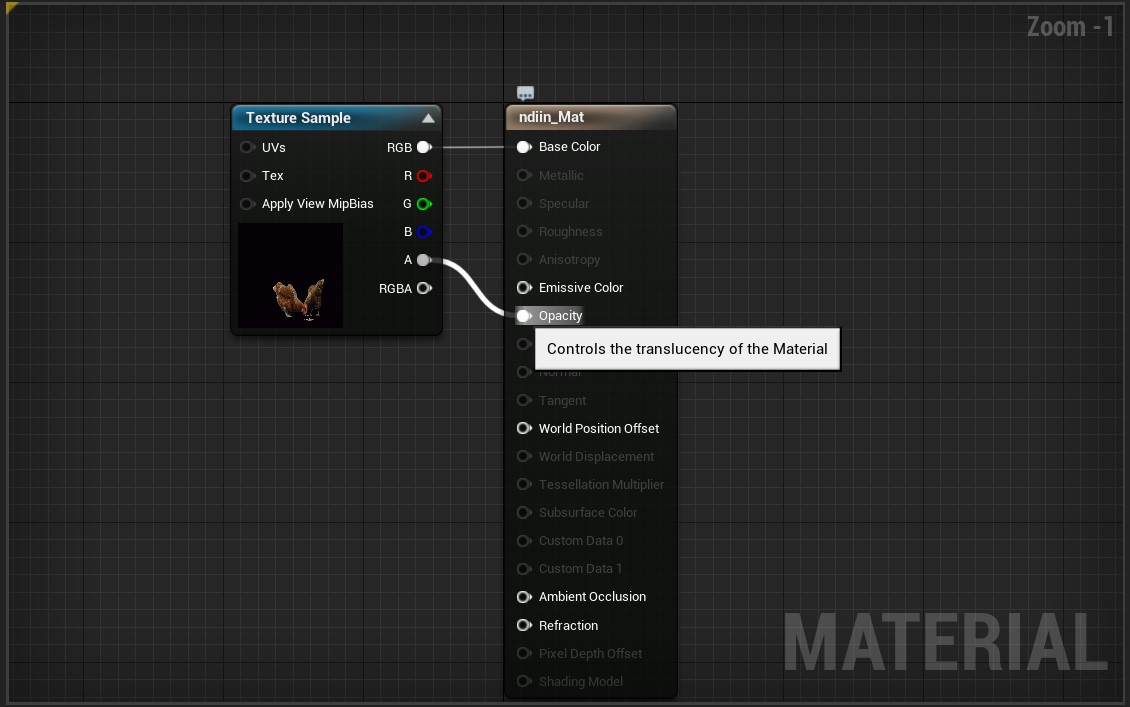 Zoom -1
Texture Sample
UVs
RGB
Tex
R
Apply View MipBias
G
B
A
RGBA
ndiin_Mat
Base Color
Metallic
Specular
Roughness
Anisotropy
Emissive Color
Opacity
Controls the translucency of the Material
Normal
Tangent
World Position Offset
World Displacement
Tessellation Multiplier
Subsurface Color
Custom Data 0
Custom Data 1
Ambient Occlusion
Refraction
Pixel Depth Offset
Shading Model
MATERIAL